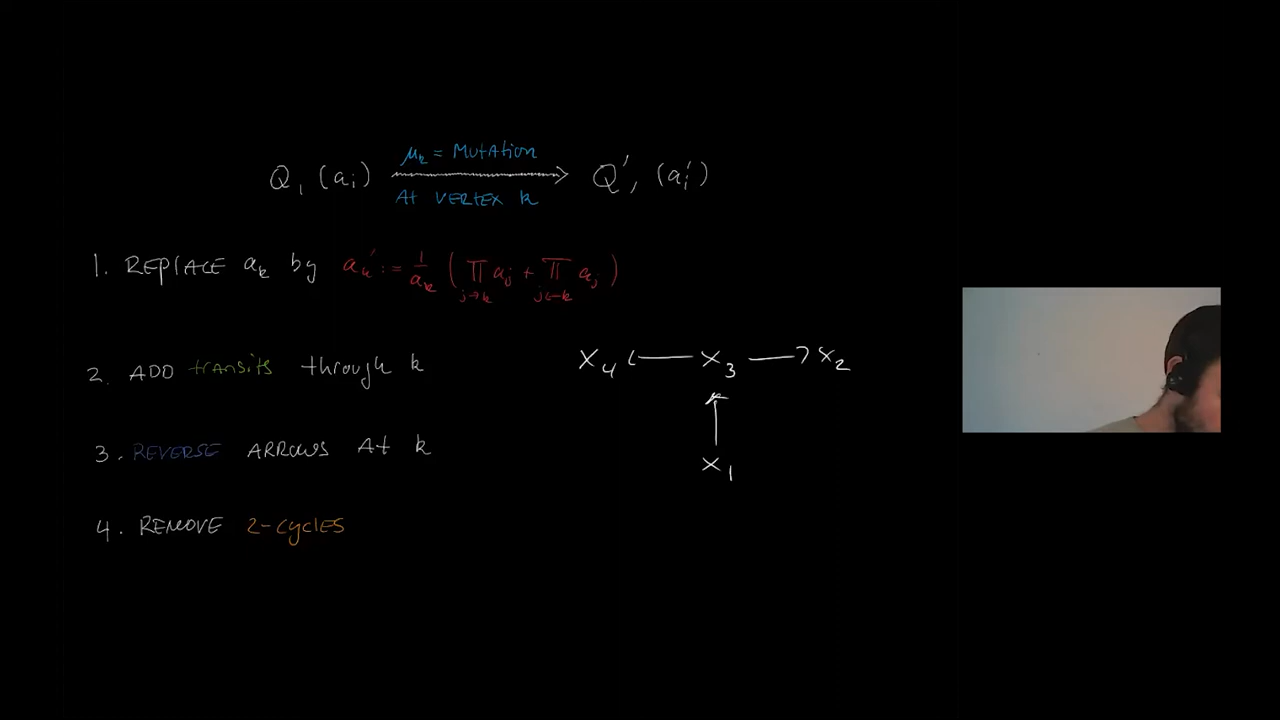 μₖ = Mutation
Q, (aᵢ) ⟶ Q', (aᵢ')
At vertex k
1. Replace aₖ by aₖ' := 1/aₖ ( ∏_{j→k} aⱼ + ∏_{j←k} aⱼ )
x₄ ← x₃ → x₂
2. Add transits through k
↑
3. Reverse arrows at k
x₁
4. Remove 2-cycles